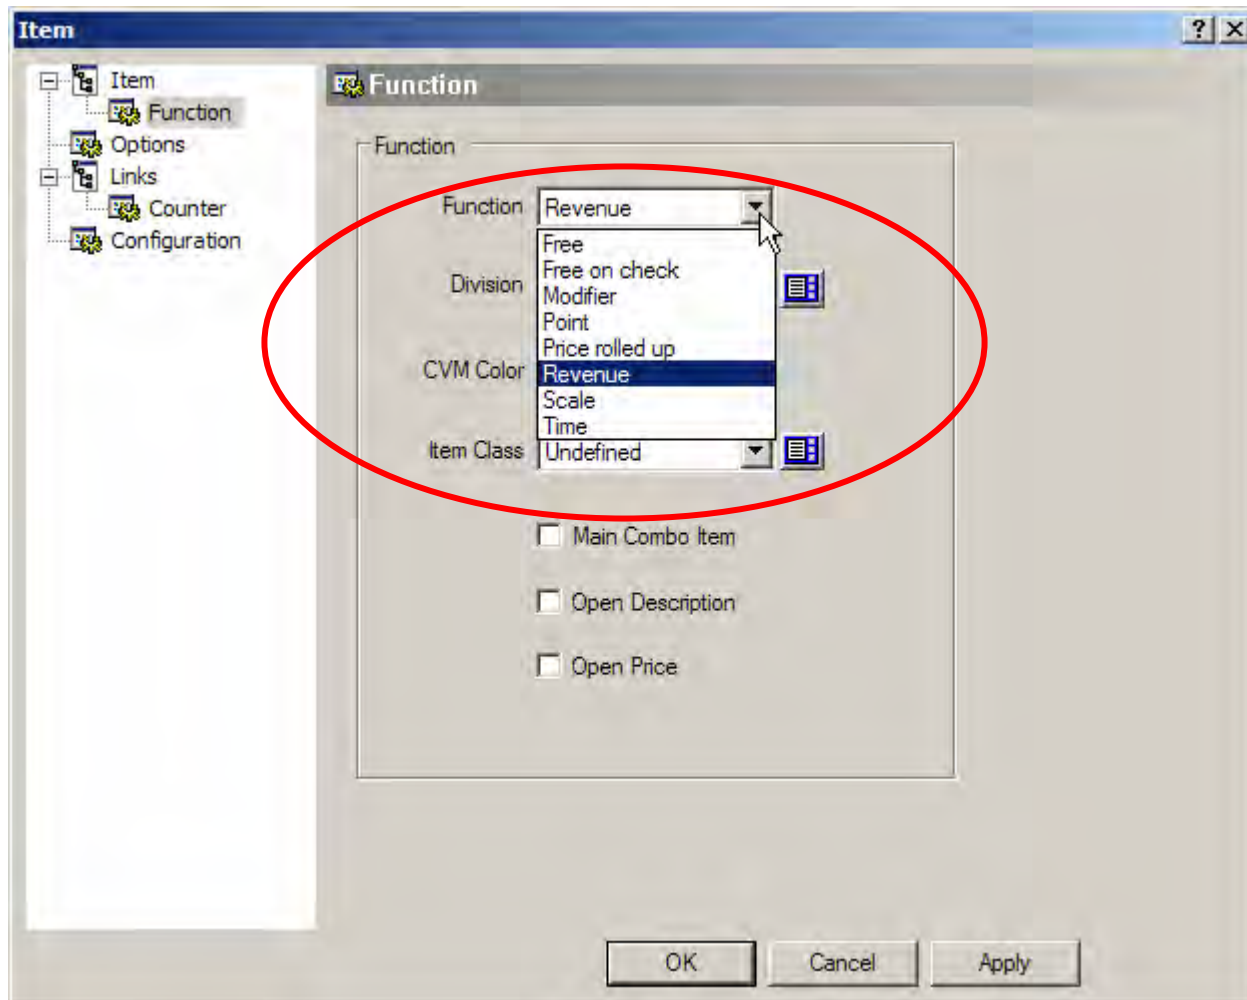 Item
?
Item
Function
Options
Links
Counter
Configuration
Function
Function
Function Revenue
Free
Free on check
Division
Modifier
Point
Price rolled up
CVM Color
Revenue
Scale
Time
Item Class Undefined
Main Combo Item
Open Description
Open Price
OK Cancel Apply